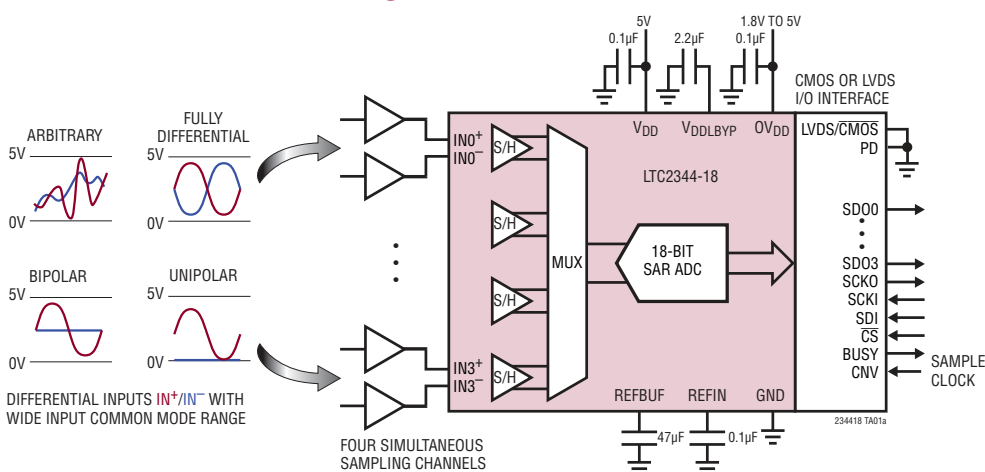 5V
1.8V TO 5V
0.1µF
2.2µF
0.1µF
CMOS OR LVDS
I/O INTERFACE
ARBITRARY
5V
0V
FULLY
DIFFERENTIAL
5V
0V
BIPOLAR
5V
0V
UNIPOLAR
5V
0V
DIFFERENTIAL INPUTS IN+/IN− WITH
WIDE INPUT COMMON MODE RANGE
FOUR SIMULTANEOUS
SAMPLING CHANNELS
IN0+
IN0−
IN3+
IN3−
S/H
S/H
S/H
S/H
MUX
VDD
VDDLBYP
OVDD
LTC2344-18
18-BIT
SAR ADC
REFBUF
REFIN
GND
47µF
0.1µF
LVDS/CMOS
PD
SDO0
SDO3
SCKO
SCKI
SDI
CS
BUSY
CNV
SAMPLE
CLOCK
234418 TA01a